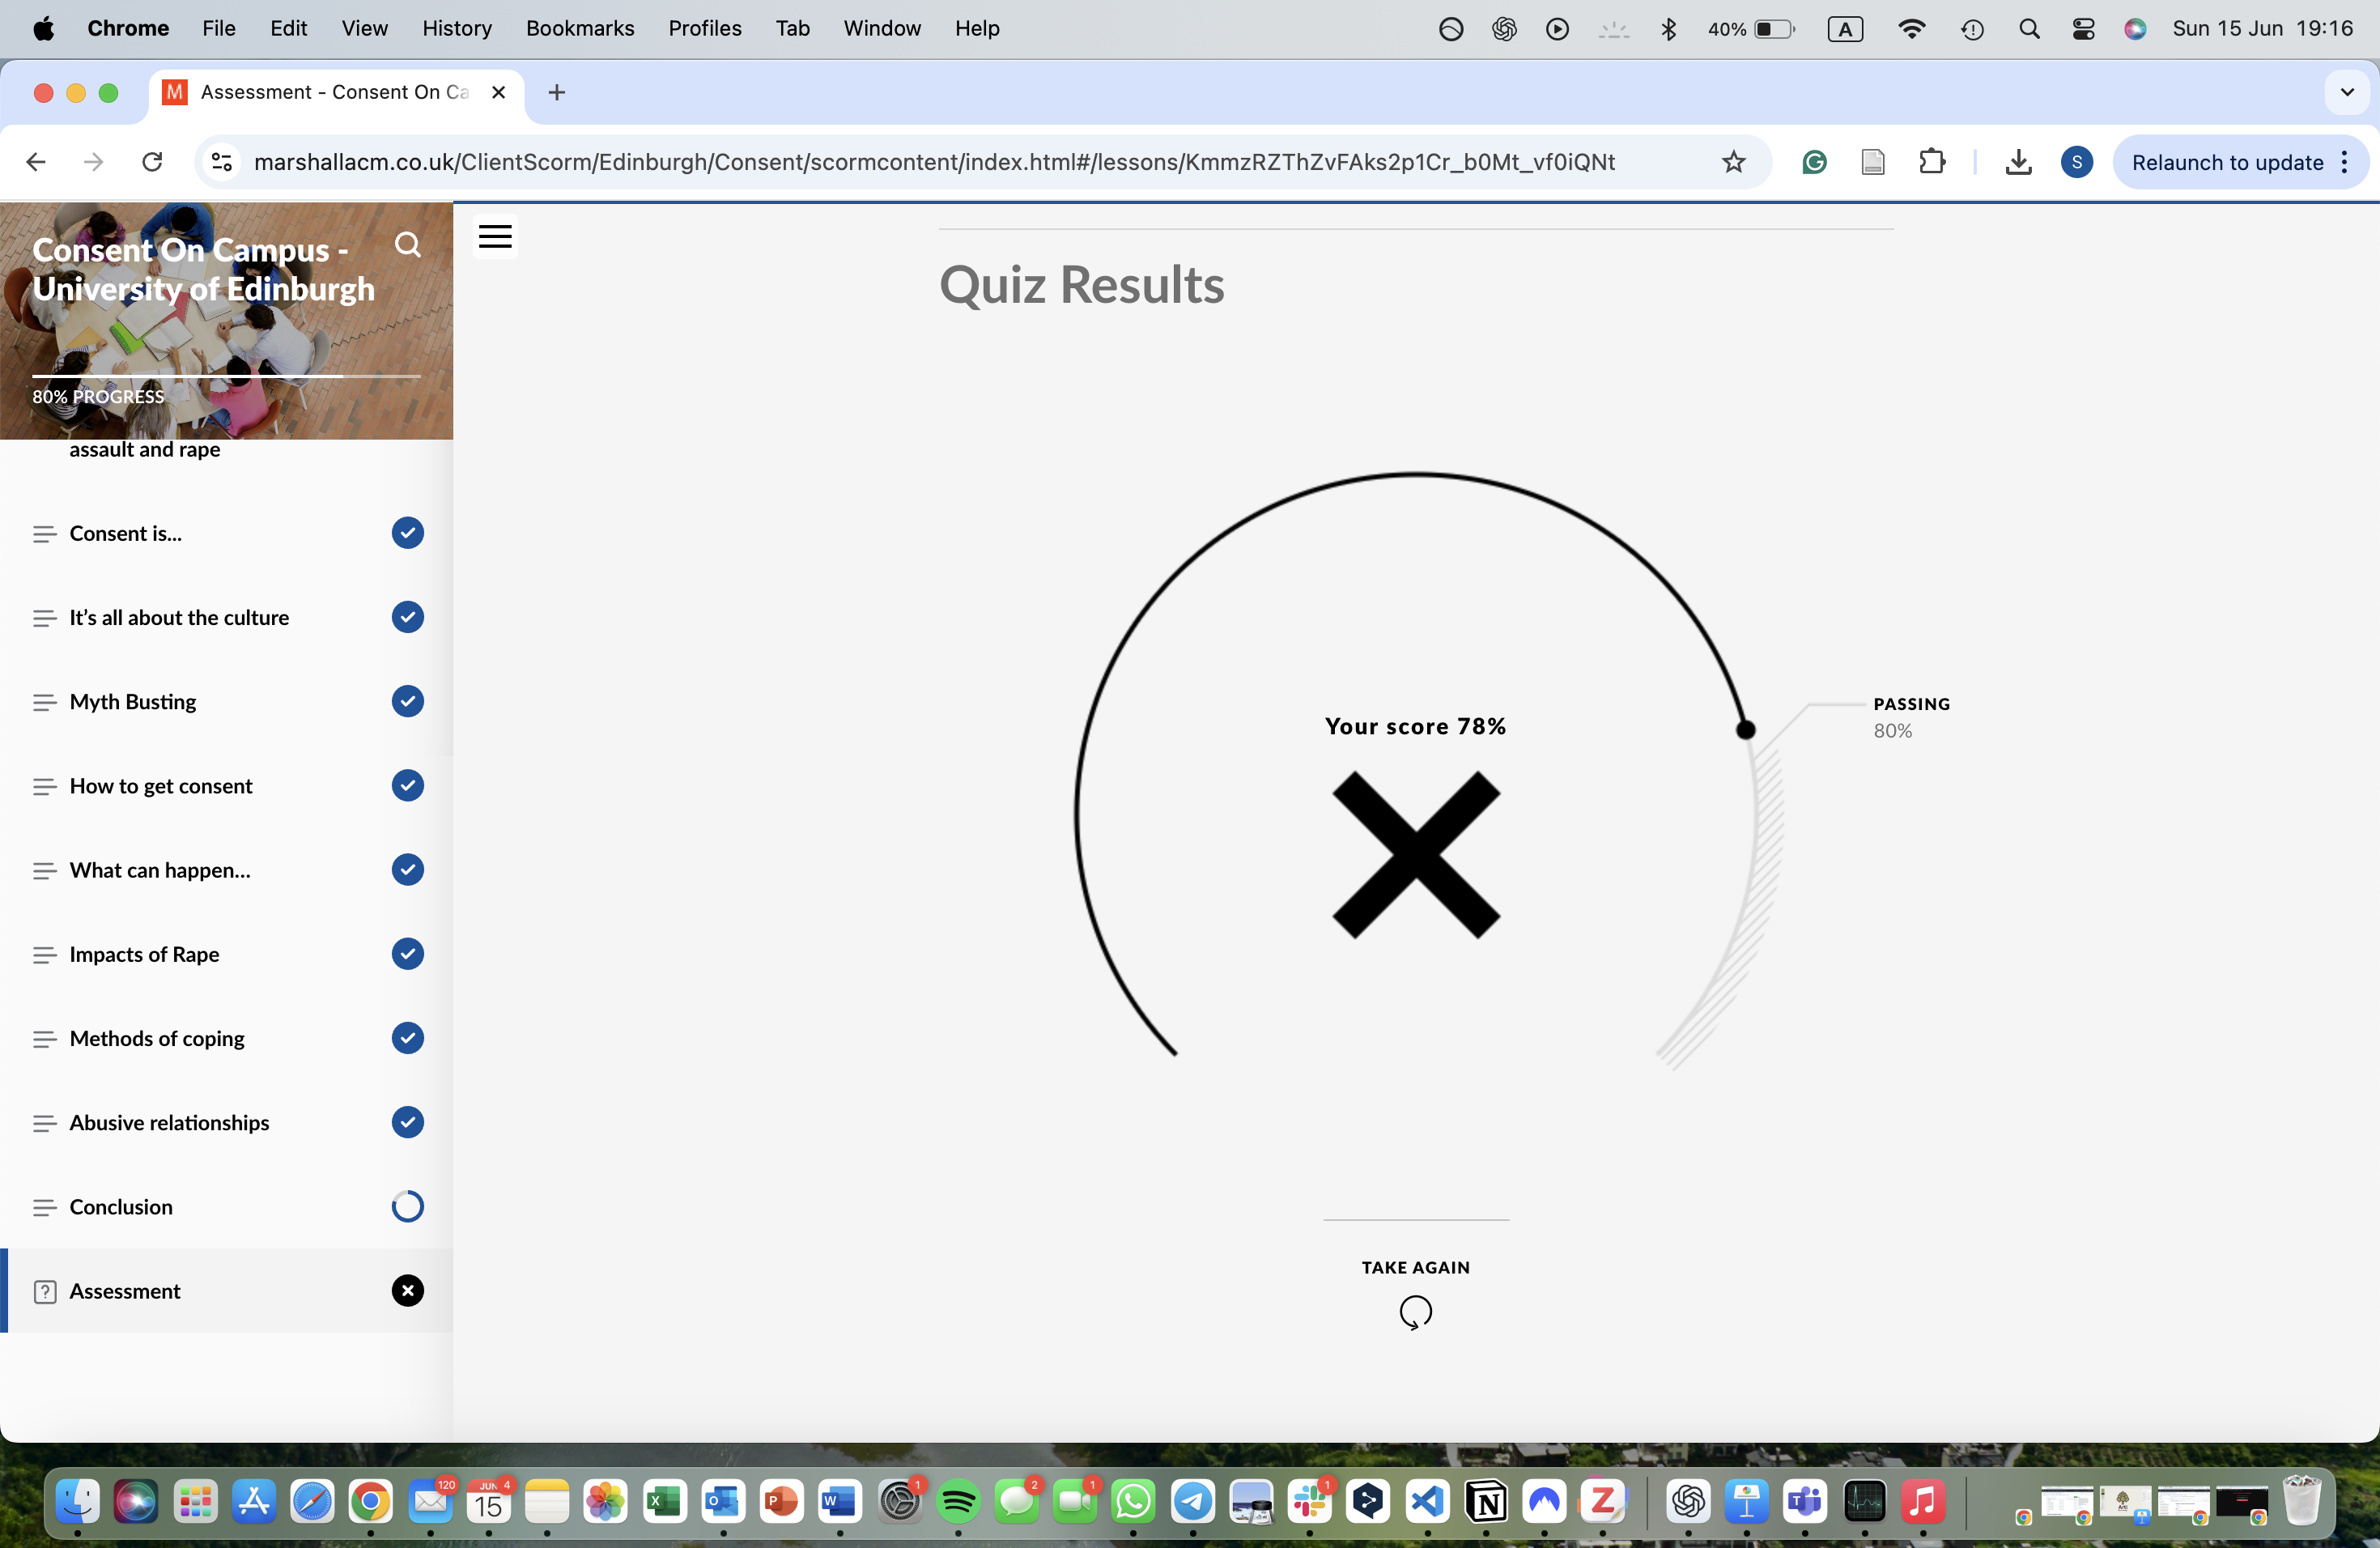 Chrome File Edit View History Bookmarks Profiles Tab Window Help 40% A Sun 15 Jun 19:16
M Assessment - Consent On Ca
marshallacm.co.uk/ClientScorm/Edinburgh/Consent/scormcontent/index.html#/lessons/KmmzRZThZvFAks2p1Cr_b0Mt_vf0iQNt S Relaunch to update
Consent On Campus -
University of Edinburgh
80% PROGRESS
assault and rape
Consent is...
It’s all about the culture
Myth Busting
How to get consent
What can happen...
Impacts of Rape
Methods of coping
Abusive relationships
Conclusion
Assessment
Quiz Results
Your score 78%
PASSING
80%
TAKE AGAIN
120 JUN 4 15 1 2 1 1